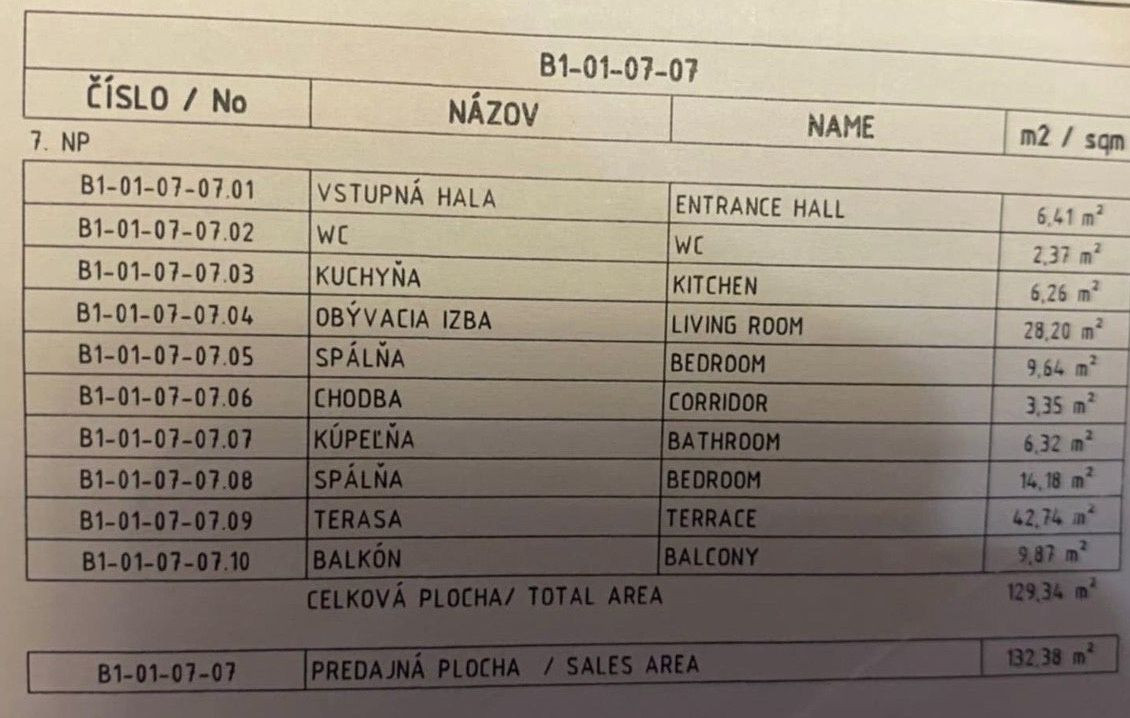 B1-01-07-07
ČÍSLO / No NÁZOV NAME m2 / sqm
7. NP
B1-01-07-07.01 VSTUPNÁ HALA ENTRANCE HALL 6,41 m²
B1-01-07-07.02 WC WC 2,37 m²
B1-01-07-07.03 KUCHYŇA KITCHEN 6,26 m²
B1-01-07-07.04 OBÝVACIA IZBA LIVING ROOM 28,20 m²
B1-01-07-07.05 SPÁLŇA BEDROOM 9,64 m²
B1-01-07-07.06 CHODBA CORRIDOR 3,35 m²
B1-01-07-07.07 KÚPEĽŇA BATHROOM 6,32 m²
B1-01-07-07.08 SPÁLŇA BEDROOM 14,18 m²
B1-01-07-07.09 TERASA TERRACE 42,74 m²
B1-01-07-07.10 BALKÓN BALCONY 9,87 m²
CELKOVÁ PLOCHA/ TOTAL AREA 129,34 m²
B1-01-07-07 PREDAJNÁ PLOCHA / SALES AREA 132,38 m²